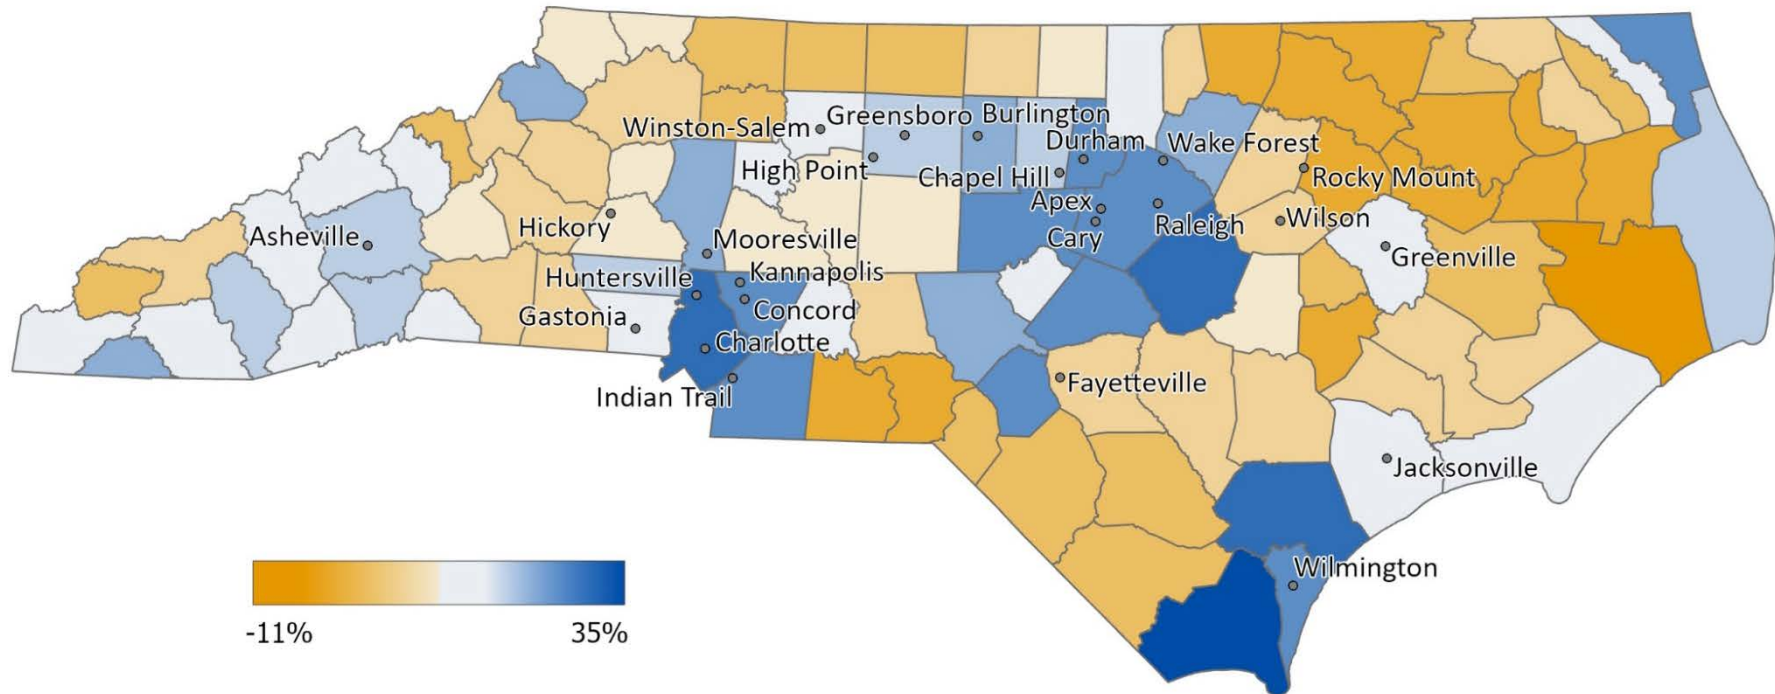 Greensboro
Burlington
Winston-Salem
Durham
Wake Forest
High Point
Chapel Hill
Rocky Mount
Apex
Hickory
Raleigh
Wilson
Asheville
Cary
Mooresville
Greenville
Kannapolis
Huntersville
Concord
Gastonia
Charlotte
Fayetteville
Indian Trail
Jacksonville
Wilmington
-11%
35%